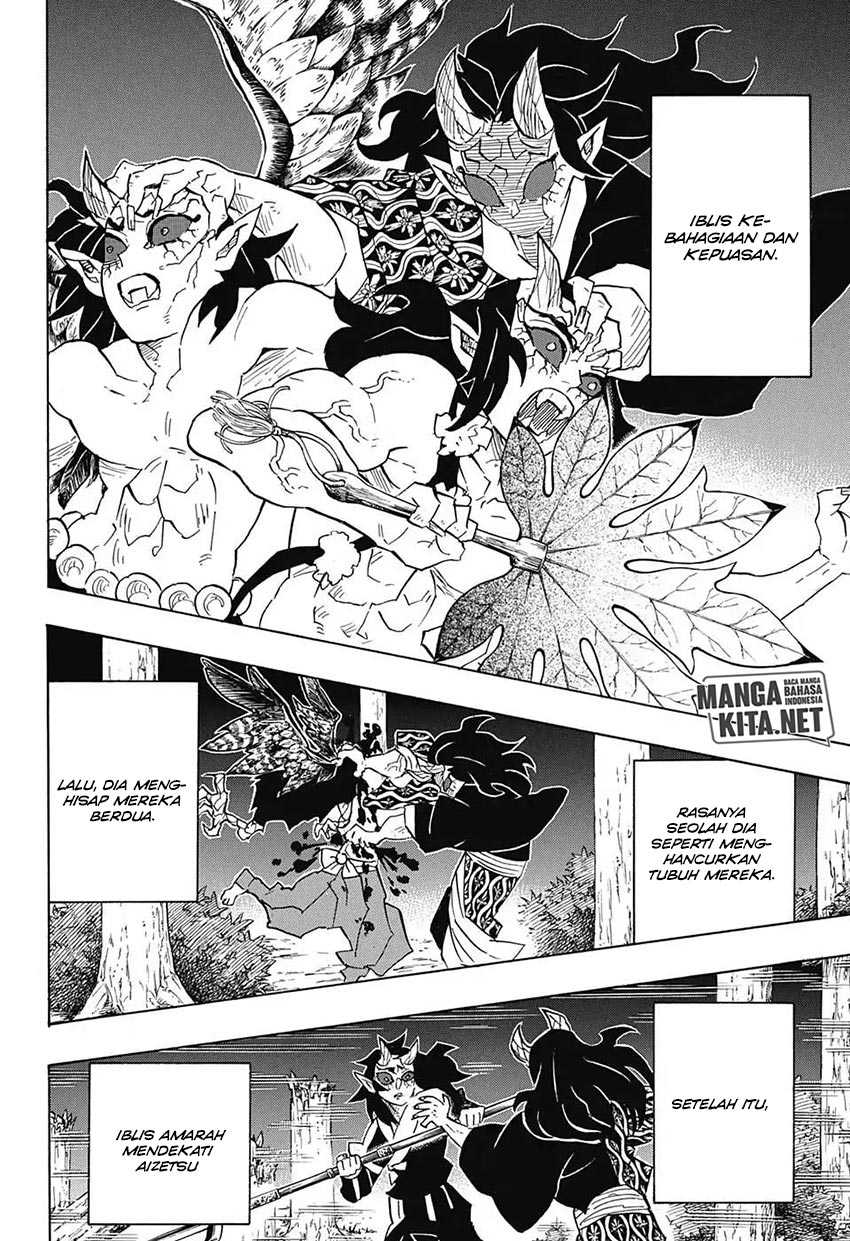 IBLIS KE-
BAHAGIAAN DAN
KEPUASAN.
MANGA
KITA.NET
BACA MANGA
BAHASA
INDONESIA
RASANYA
SEOLAH DIA
SEPERTI MENG-
HANCURKAN
TUBUH MEREKA.
LALU, DIA MENG-
HISAP MEREKA
BERDUA.
SETELAH ITU,
IBLIS AMARAH
MENDEKATI
AIZETSU